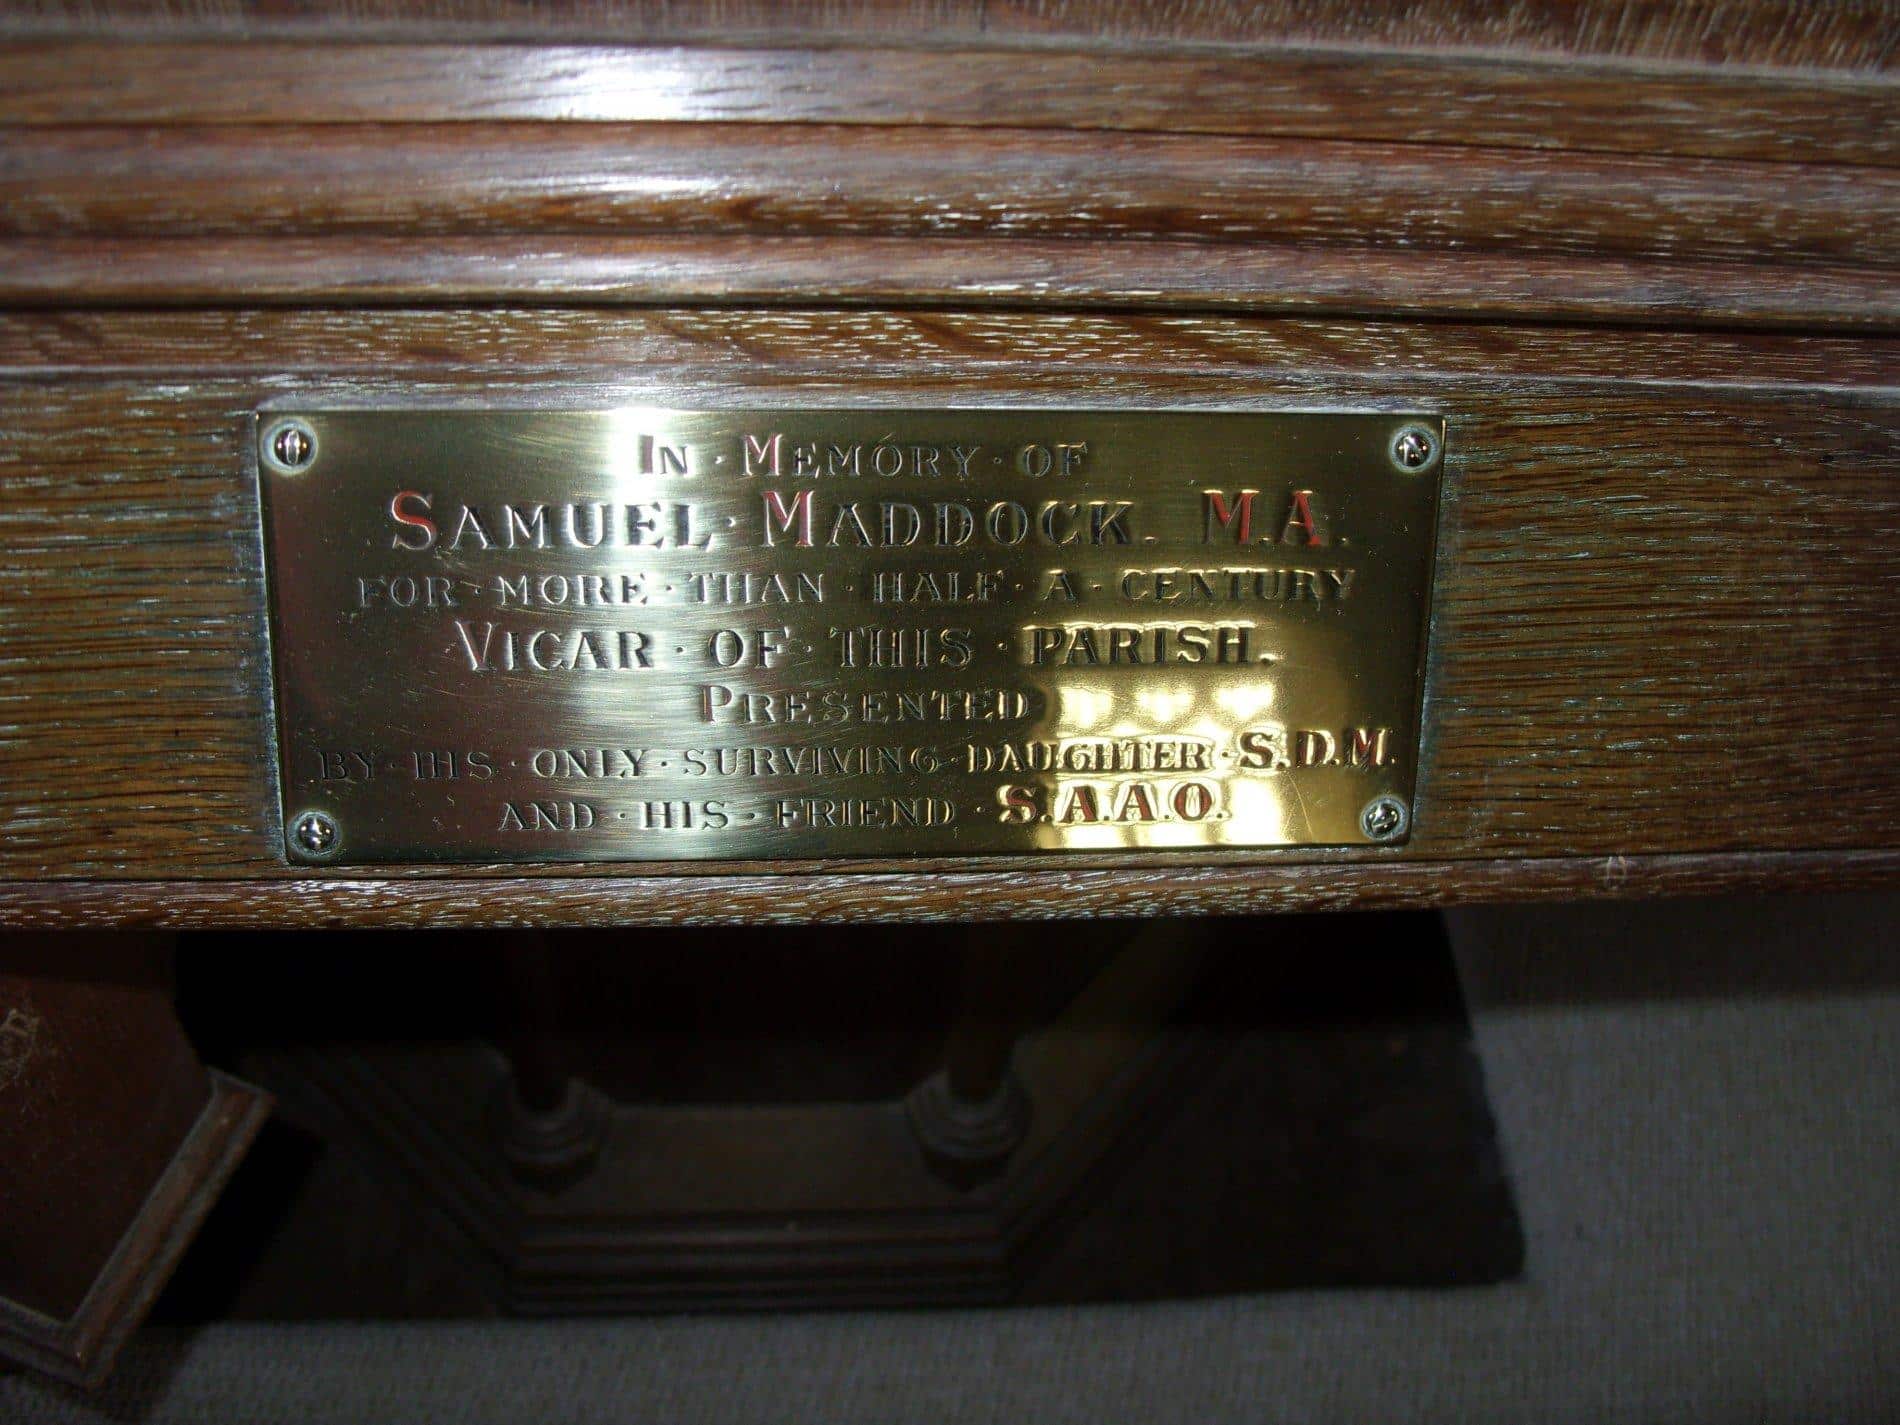 In · Memory · of
Samuel · Maddock. M.A.
for · more · than · half · a · century
Vicar · of · this · parish.
Presented
by · his · only · surviving · daughter · S.D.M.
and · his · friend · S.A.A.O.